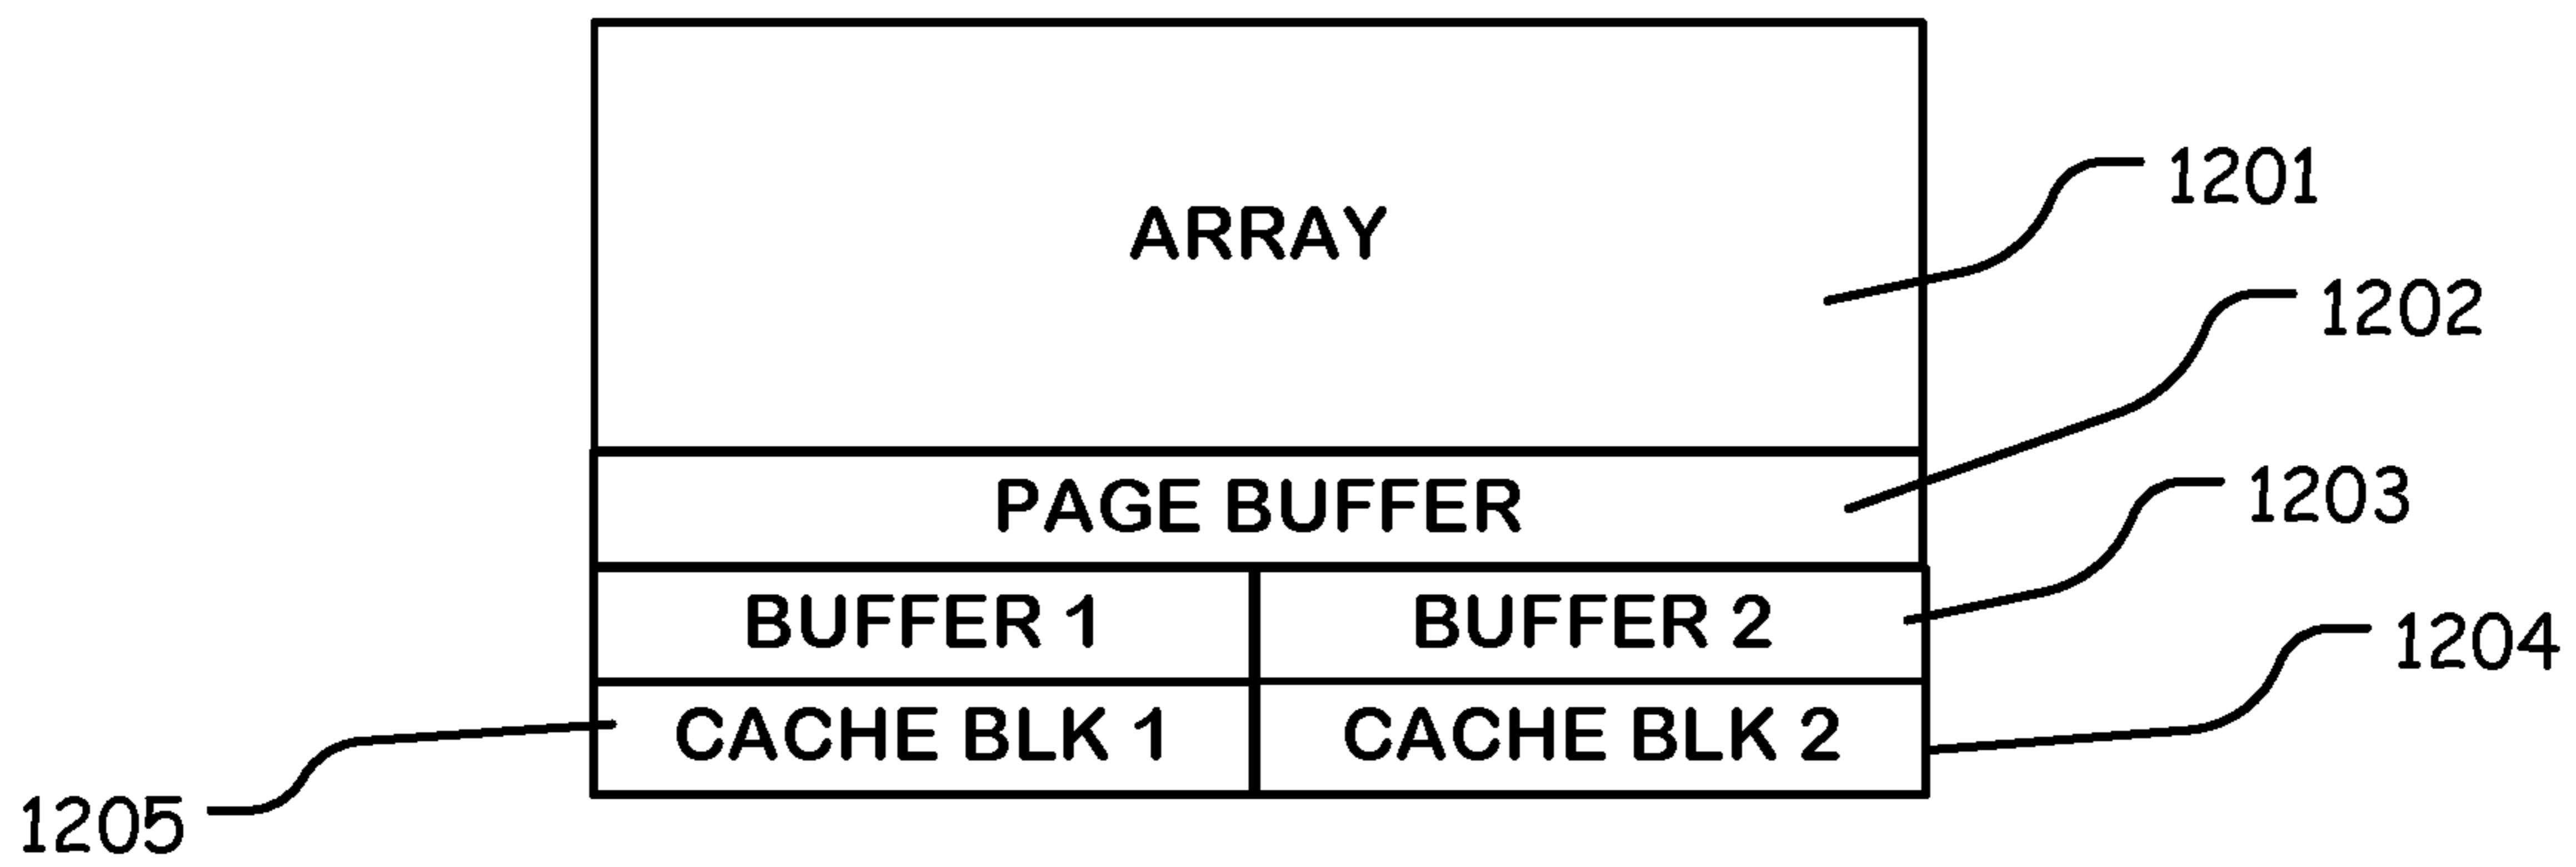 ARRAY
1201
1202
PAGE BUFFER
1203
BUFFER 1
BUFFER 2
1204
CACHE BLK 1
CACHE BLK 2
1205